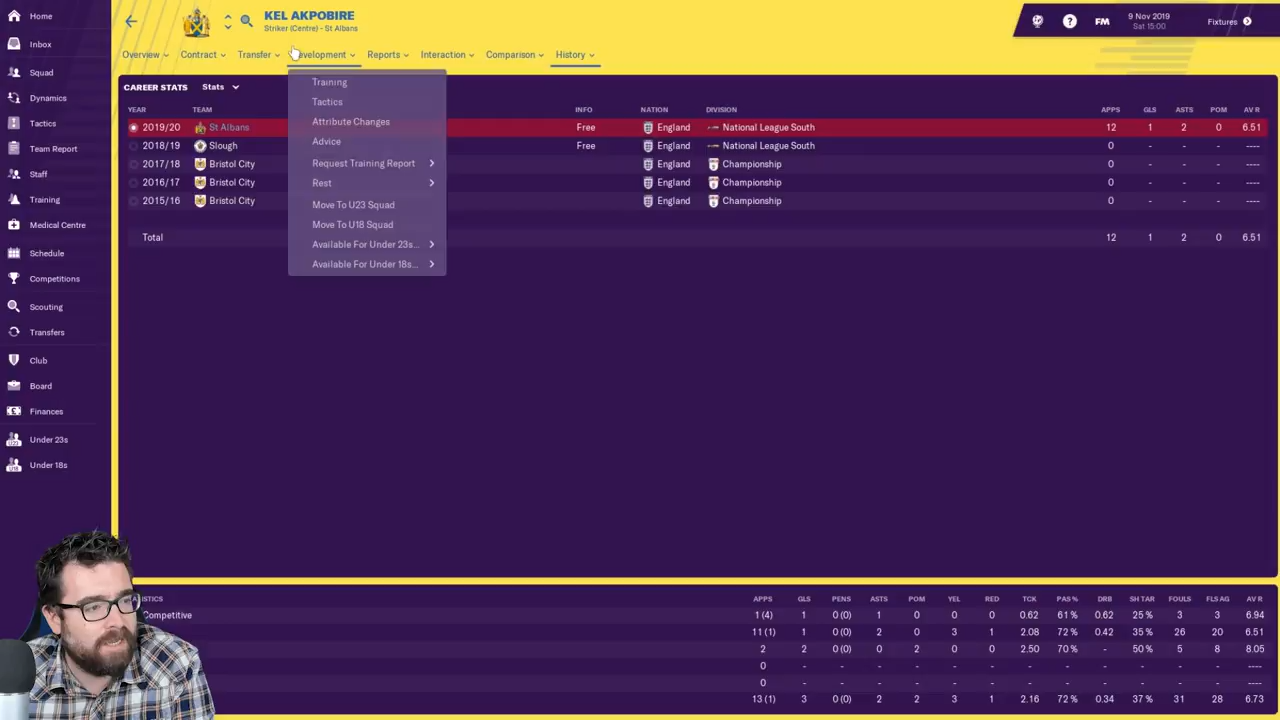 Home
Inbox
Squad
Dynamics
Tactics
Team Report
Staff
Training
Medical Centre
Schedule
Competitions
Scouting
Transfers
Club
Board
Finances
Under 23s
Under 18s
KEL AKPOBIRE
Striker (Centre) - St Albans
FM
9 Nov 2019
Sat 15:00
Fixtures
Overview Contract Transfer Development Reports Interaction Comparison History
CAREER STATS Stats
YEAR TEAM INFO NATION DIVISION APPS GLS ASTS POM AV R
2019/20 St Albans Free England National League South 12 1 2 0 6.51
2018/19 Slough Free England National League South 0 - - - ----
2017/18 Bristol City England Championship 0 - - - ----
2016/17 Bristol City England Championship 0 - - - ----
2015/16 Bristol City England Championship 0 - - - ----
Total 12 1 2 0 6.51
Training
Tactics
Attribute Changes
Advice
Request Training Report
Rest
Move To U23 Squad
Move To U18 Squad
Available For Under 23s...
Available For Under 18s...
APPS GLS PENS ASTS POM YEL RED TCK PAS % DRB SH TAR FOULS FLS AG AV R
Competitive 1 (4) 1 0 (0) 1 0 0 0 0.62 61 % 0.62 25 % 3 3 6.94
11 (1) 1 0 (0) 2 0 3 1 2.08 72 % 0.42 35 % 26 20 6.51
2 2 0 (0) 0 2 0 0 2.50 70 % - 50 % 5 8 8.05
0 - - - - - - - - - - - - ----
0 - - - - - - - - - - - - ----
13 (1) 3 0 (0) 2 2 3 1 2.16 72 % 0.34 37 % 31 28 6.73